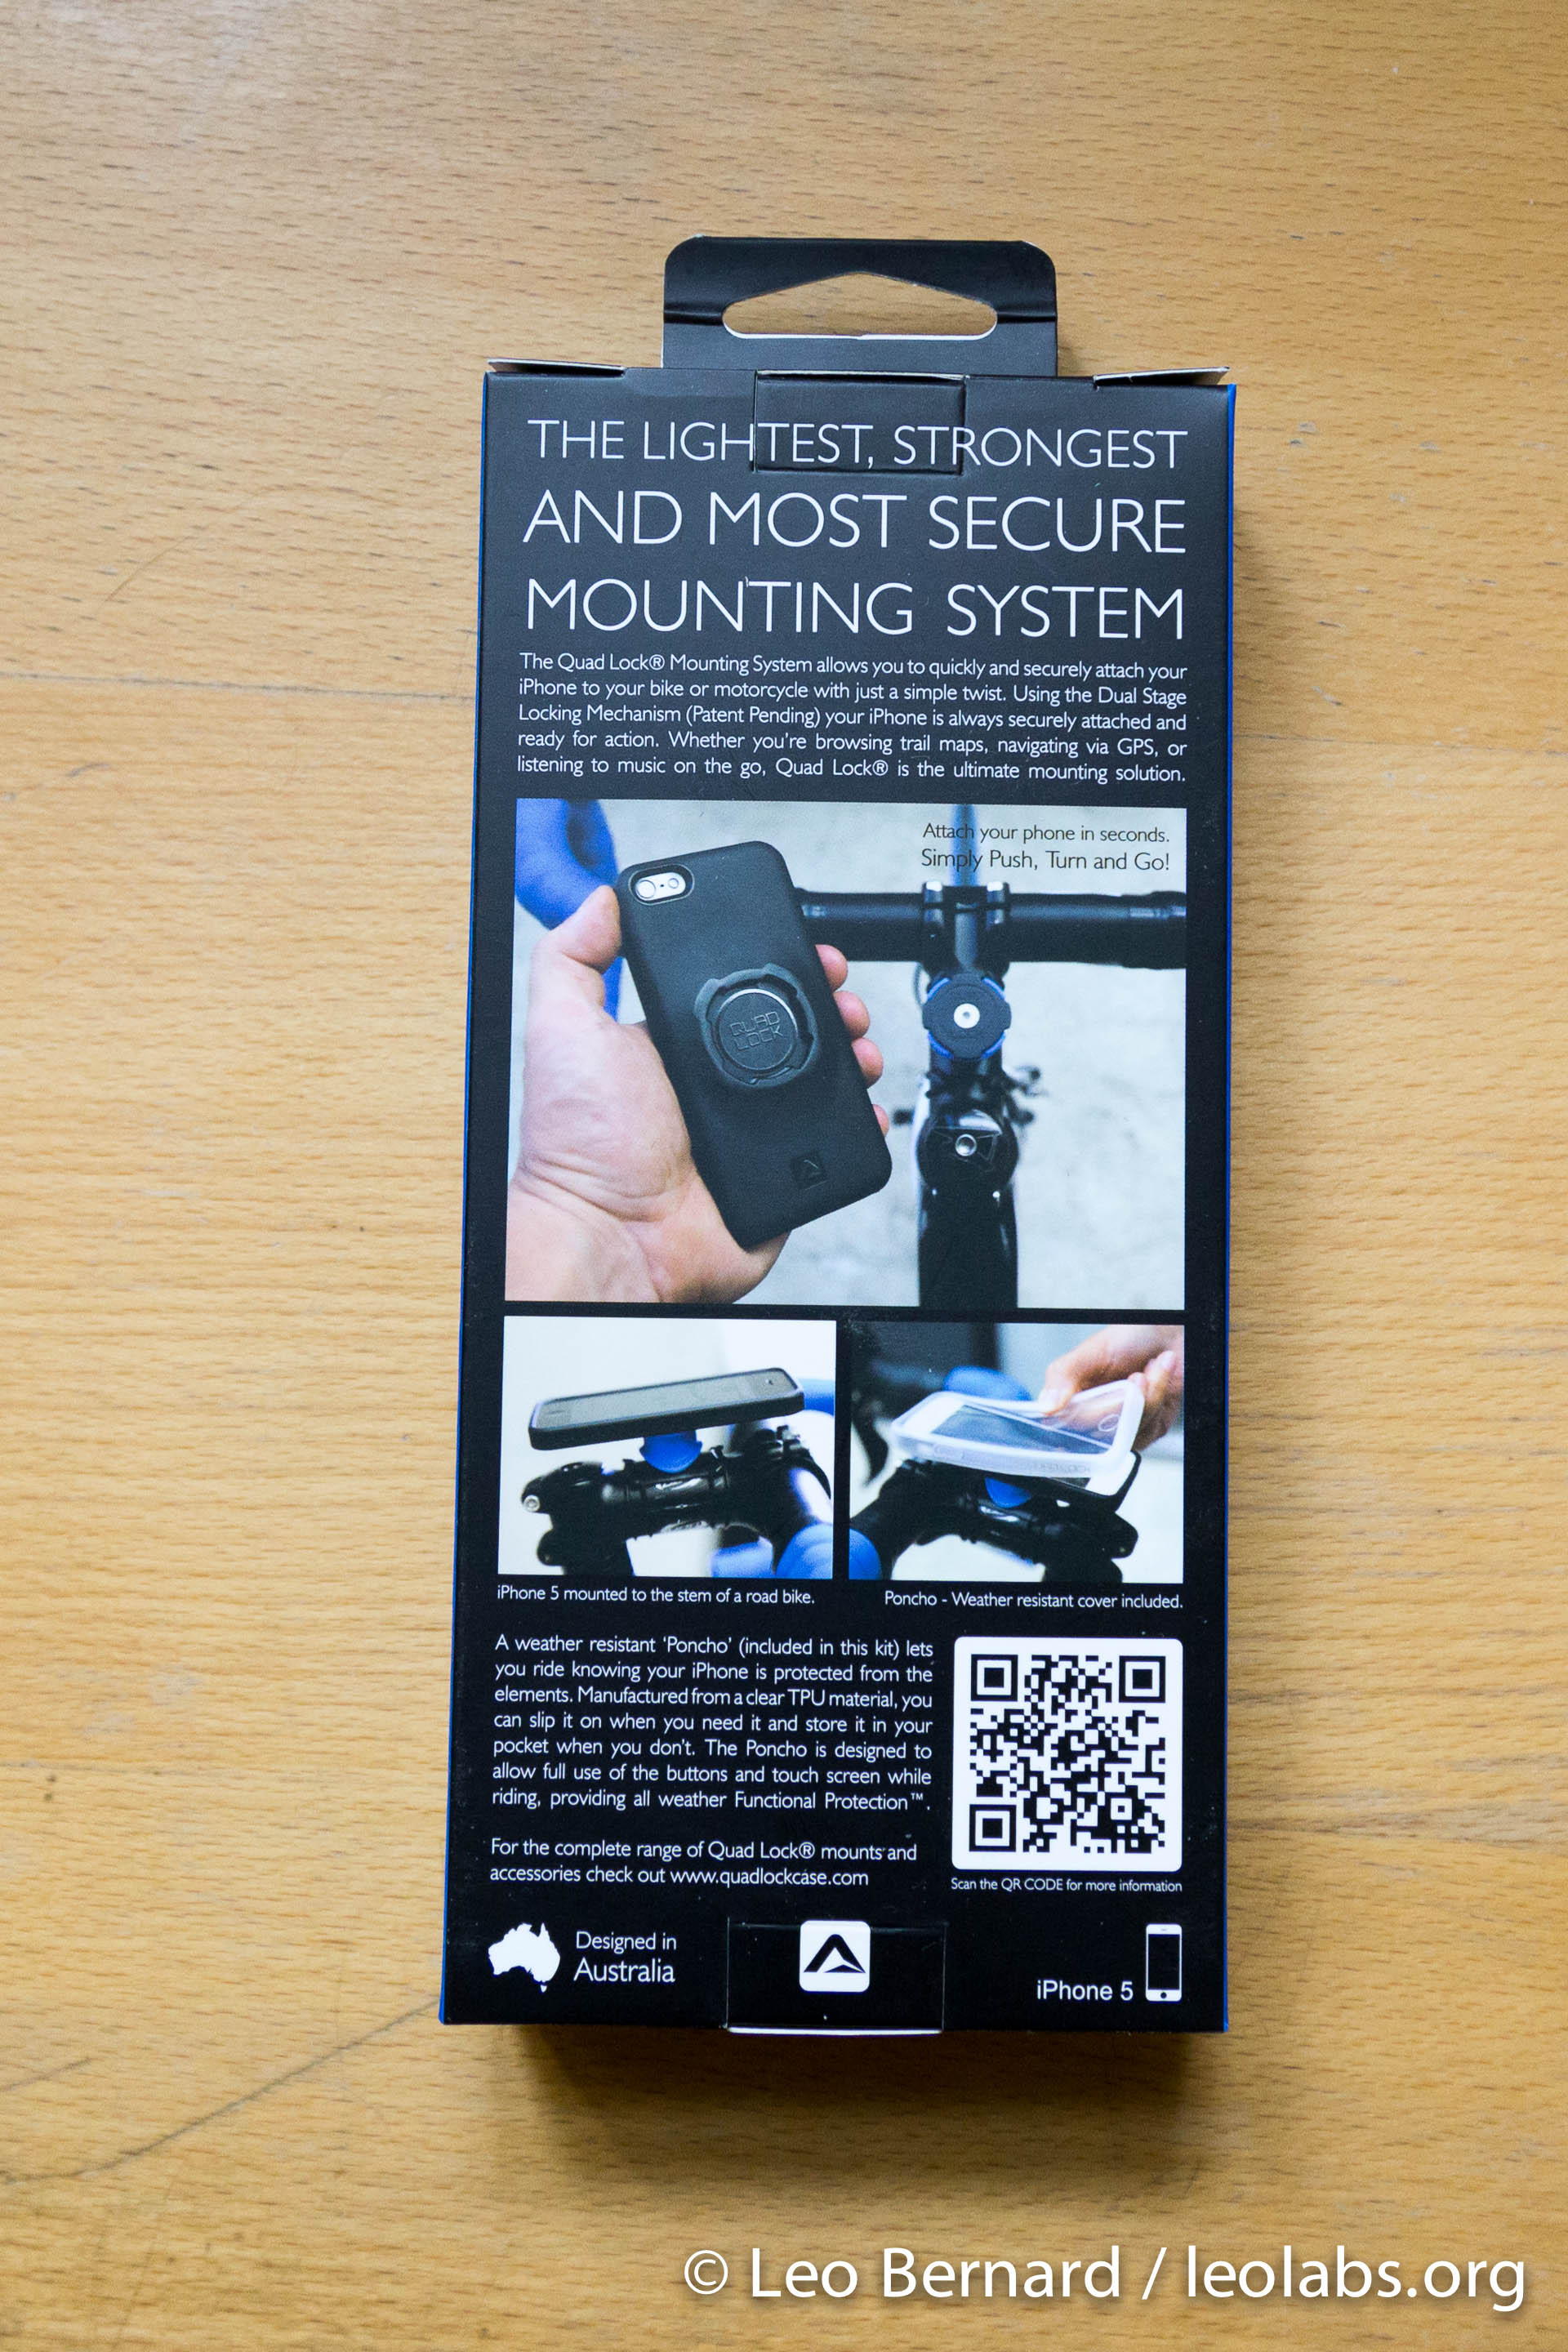 THE LIGHTEST, STRONGEST
AND MOST SECURE
MOUNTING SYSTEM
The Quad Lock® Mounting System allows you to quickly and securely attach your
iPhone to your bike or motorcycle with just a simple twist. Using the Dual Stage
Locking Mechanism (Patent Pending) your iPhone is always securely attached and
ready for action. Whether you're browsing trail maps, navigating via GPS, or
listening to music on the go, Quad Lock® is the ultimate mounting solution.
Attach your phone in seconds.
Simply Push, Turn and Go!
QUAD
LOCK
iPhone 5 mounted to the stem of a road bike.
Poncho - Weather resistant cover included.
A weather resistant 'Poncho' (included in this kit) lets
you ride knowing your iPhone is protected from the
elements. Manufactured from a clear TPU material, you
can slip it on when you need it and store it in your
pocket when you don't. The Poncho is designed to
allow full use of the buttons and touch screen while
riding, providing all weather Functional Protection™.
For the complete range of Quad Lock® mounts and
accessories check out www.quadlockcase.com
Scan the QR CODE for more information
Designed in
Australia
iPhone 5
© Leo Bernard / leolabs.org